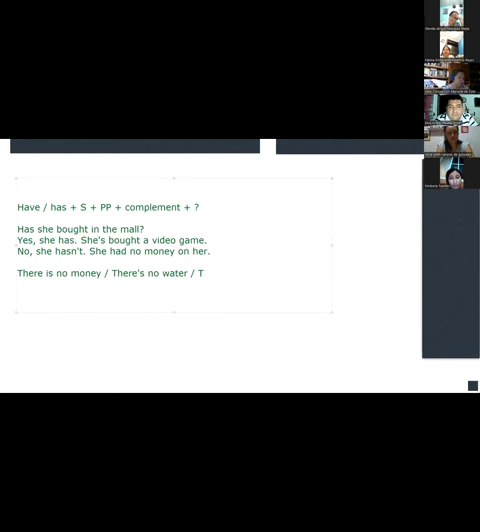 Have / has + S + PP + complement + ?
Has she bought in the mall?
Yes, she has. She's bought a video game.
No, she hasn't. She had no money on her.
There is no money / There's no water / T